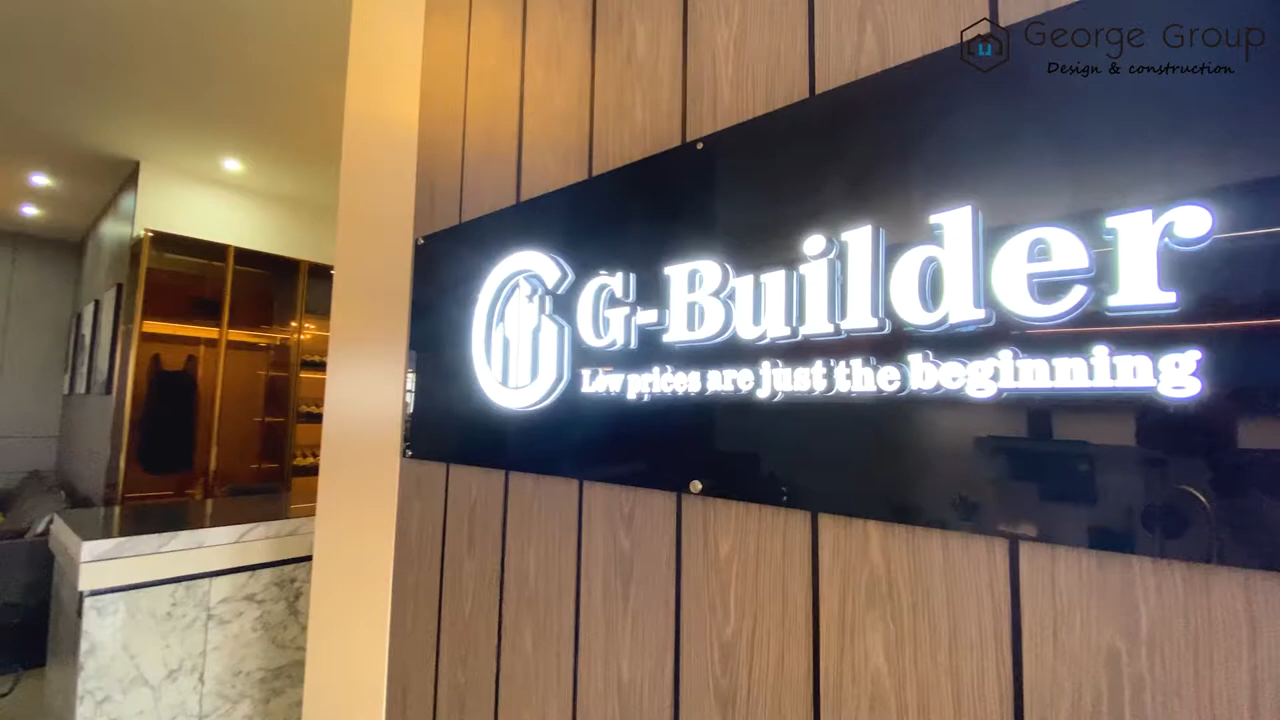 George Group
Design & construction
G-Builder
Low prices are just the beginning